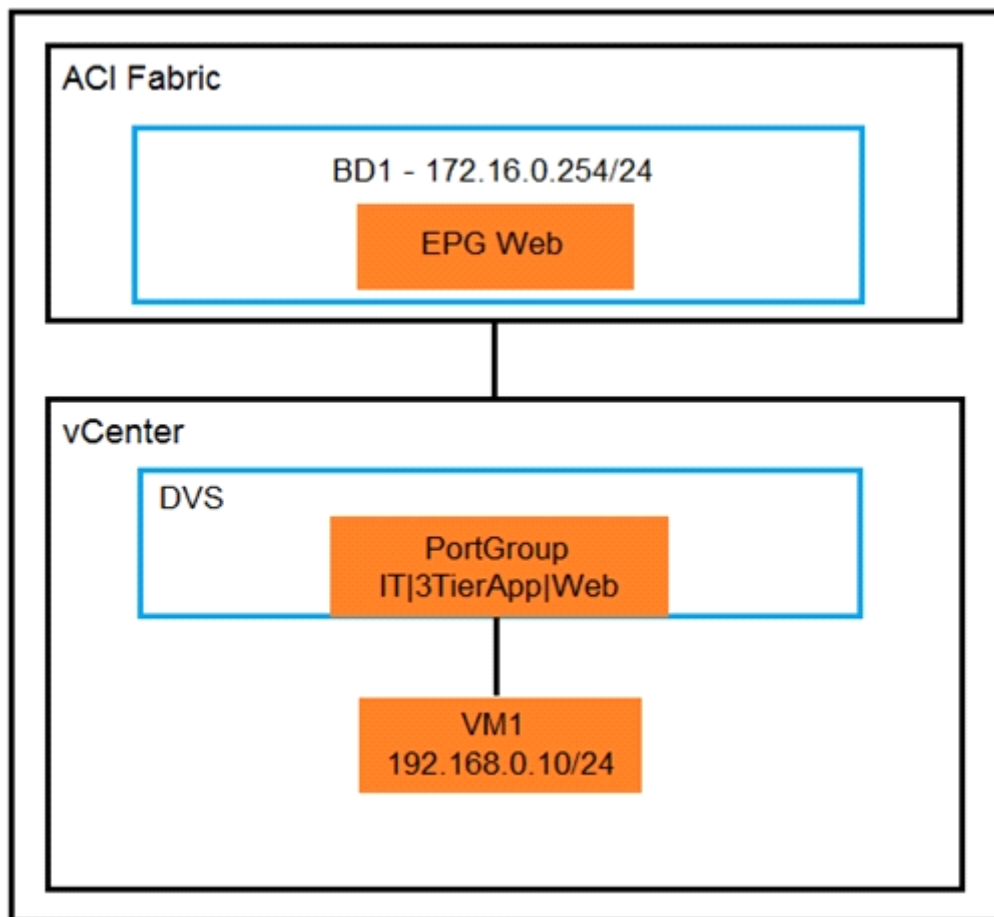 ACI Fabric
BD1 - 172.16.0.254/24
EPG Web
vCenter
DVS
PortGroup
IT|3TierApp|Web
VM1
192.168.0.10/24